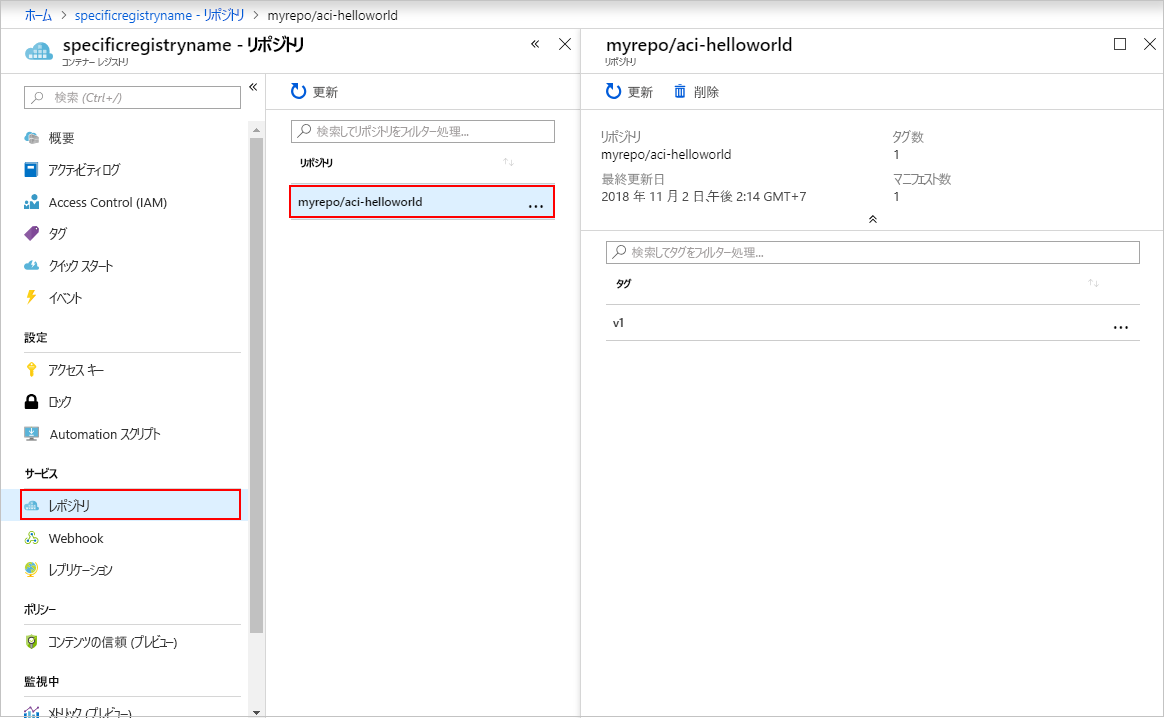 ホーム > specificregistryname - リポジトリ > myrepo/aci-helloworld
specificregistryname - リポジトリ
コンテナー レジストリ
検索 (Ctrl+/)
概要
アクティビティ ログ
Access Control (IAM)
タグ
クイック スタート
イベント
設定
アクセス キー
ロック
Automation スクリプト
サービス
レポジトリ
Webhook
レプリケーション
ポリシー
コンテンツの信頼 (プレビュー)
監視中
メトリック (プレビュー)
更新
検索してリポジトリをフィルター処理...
リポジトリ
myrepo/aci-helloworld
myrepo/aci-helloworld
リポジトリ
更新 削除
リポジトリ
myrepo/aci-helloworld
タグ数
1
最終更新日
2018 年 11 月 2 日、午後 2:14 GMT+7
マニフェスト数
1
検索してタグをフィルター処理...
タグ
v1